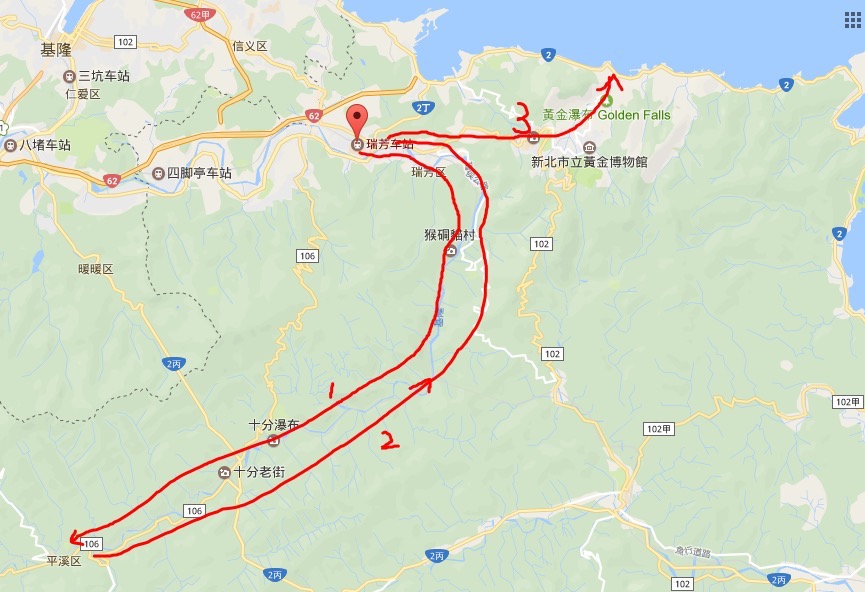 62甲
102
信义区
基隆
2
三坑车站
仁爱区
2
62
2丁
3
黃金瀑布 Golden Falls
八堵车站
瑞芳车站
新北市立黃金博物館
四脚亭车站
62
瑞芳区
猴硐貓村
2
102
106
暖暖区
102
2丙
1
102甲
十分瀑布
102甲
2
十分老街
106
106
平溪区
2丙
2丙
102
2丙